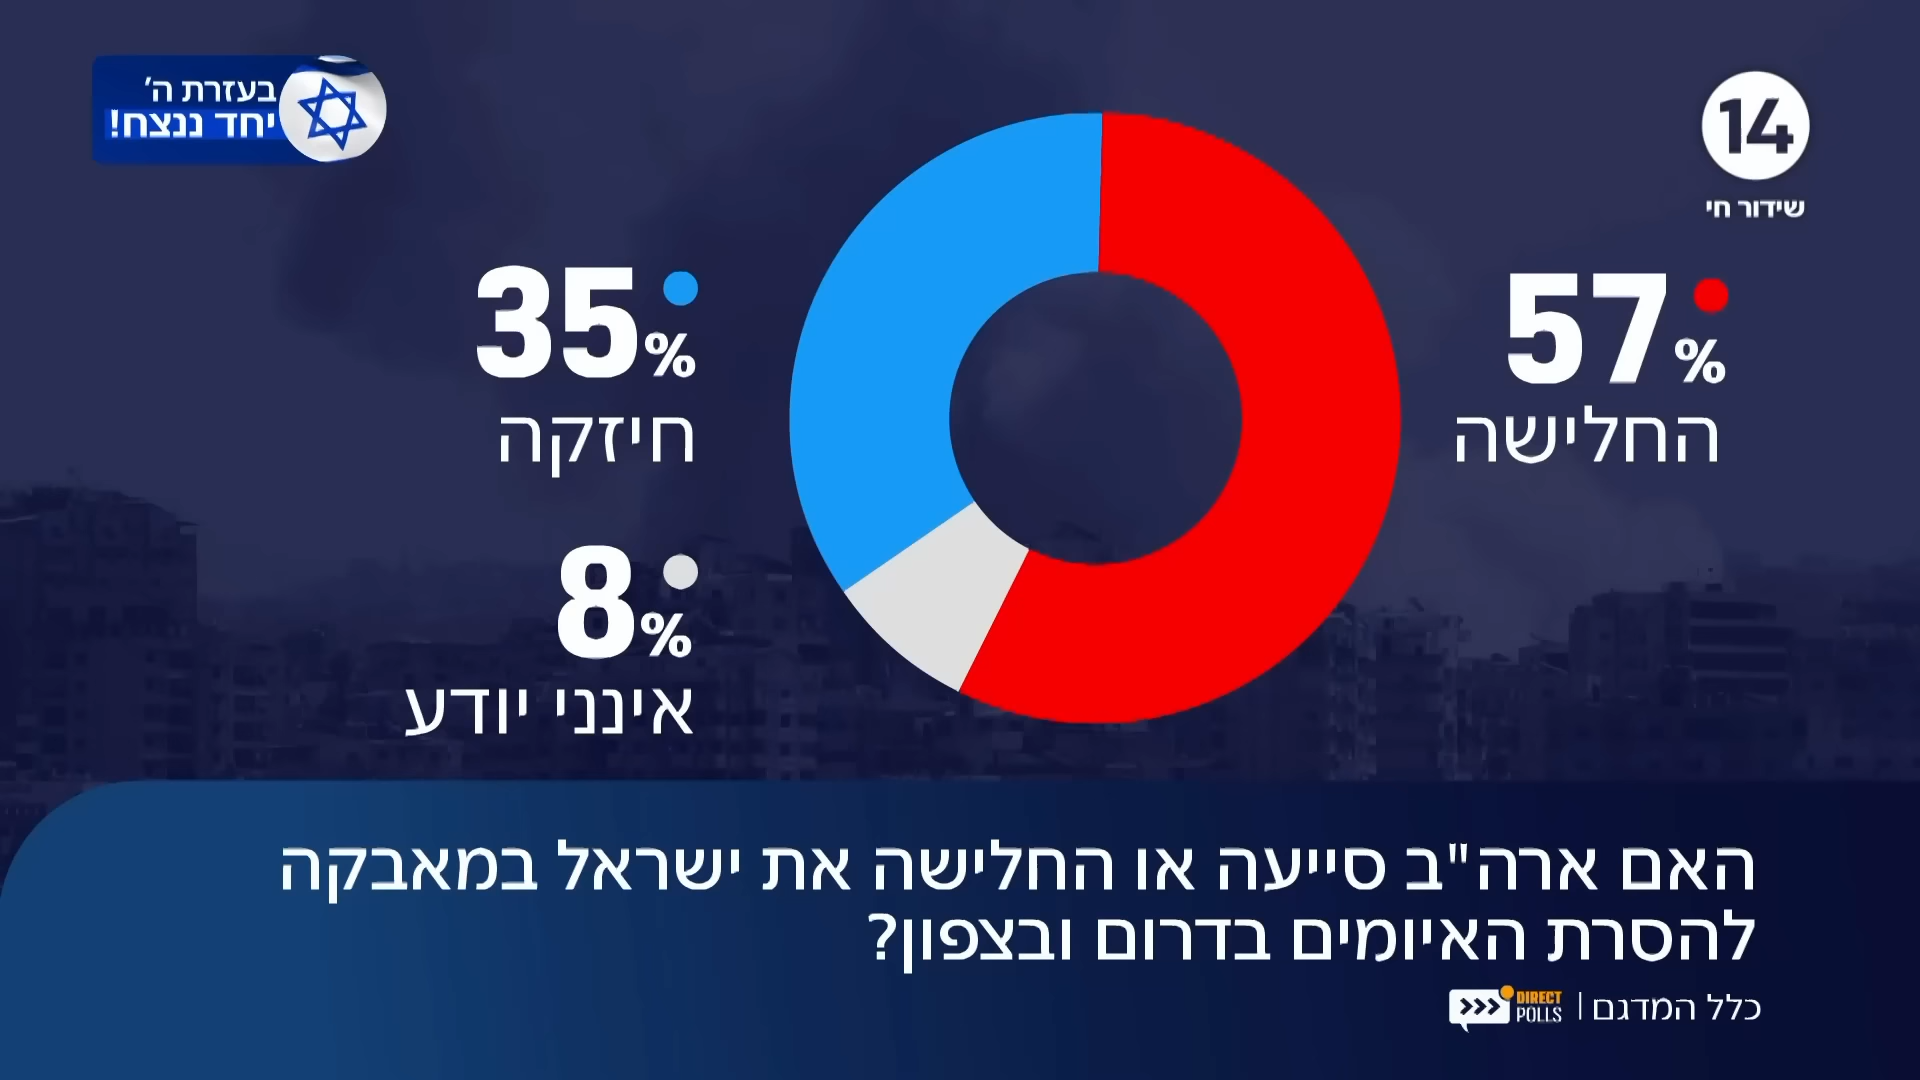 בעזרת ה'
יחד ננצח!
14
שידור חי
57%
החלישה
35%
חיזקה
8%
אינני יודע
האם ארה"ב סייעה או החלישה את ישראל במאבקה
להסרת האיומים בדרום ובצפון?
כלל המדגם | DIRECT POLLS